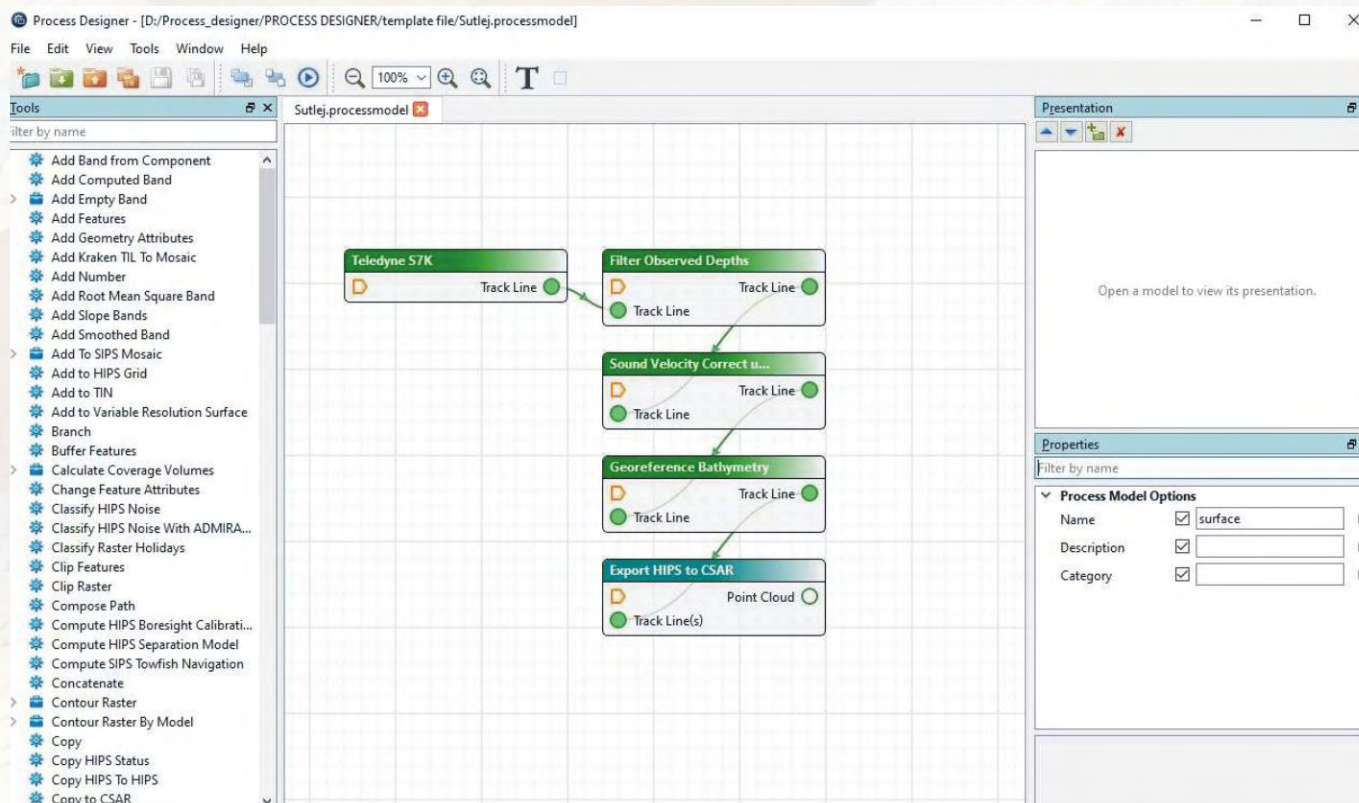 Process Designer - [D:/Process_designer/PROCESS DESIGNER/template file/Sutlej.processmodel]
File Edit View Tools Window Help
100%
T
Tools
ilter by name
Add Band from Component
Add Computed Band
Add Empty Band
Add Features
Add Geometry Attributes
Add Kraken TIL To Mosaic
Add Number
Add Root Mean Square Band
Add Slope Bands
Add Smoothed Band
Add To SIPS Mosaic
Add to HIPS Grid
Add to TIN
Add to Variable Resolution Surface
Branch
Buffer Features
Calculate Coverage Volumes
Change Feature Attributes
Classify HIPS Noise
Classify HIPS Noise With ADMIRA...
Classify Raster Holidays
Clip Features
Clip Raster
Compose Path
Compute HIPS Boresight Calibrati...
Compute HIPS Separation Model
Compute SIPS Towfish Navigation
Concatenate
Contour Raster
Contour Raster By Model
Copy
Copy HIPS Status
Copy HIPS To HIPS
Copy to CSAR
Sutlej.processmodel
Teledyne S7K
Track Line
Filter Observed Depths
Track Line
Track Line
Sound Velocity Correct u...
Track Line
Track Line
Georeference Bathymetry
Track Line
Track Line
Export HIPS to CSAR
Point Cloud
Track Line(s)
Presentation
Open a model to view its presentation.
Properties
Filter by name
Process Model Options
Name surface
Description
Category